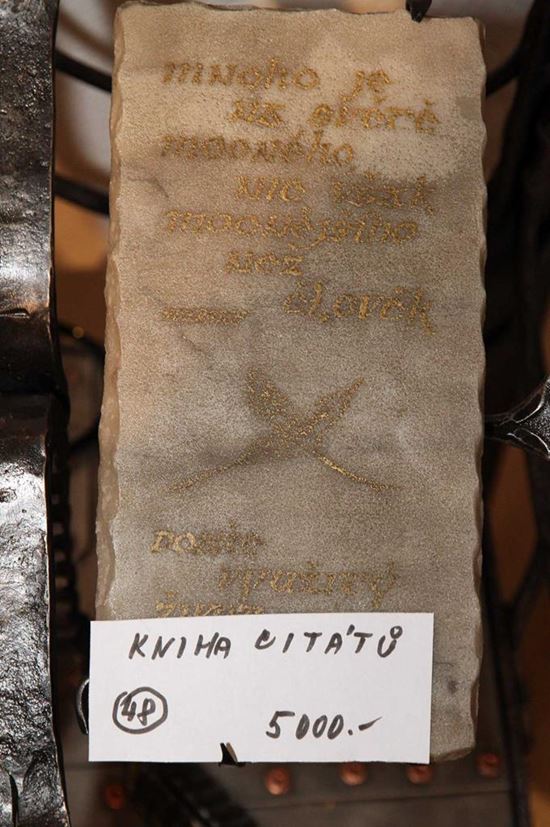 mnoho je
na světě
mocného
nic však
mocnějšího
než
člověk
KNIHA CITÁTŮ
48
5000.-